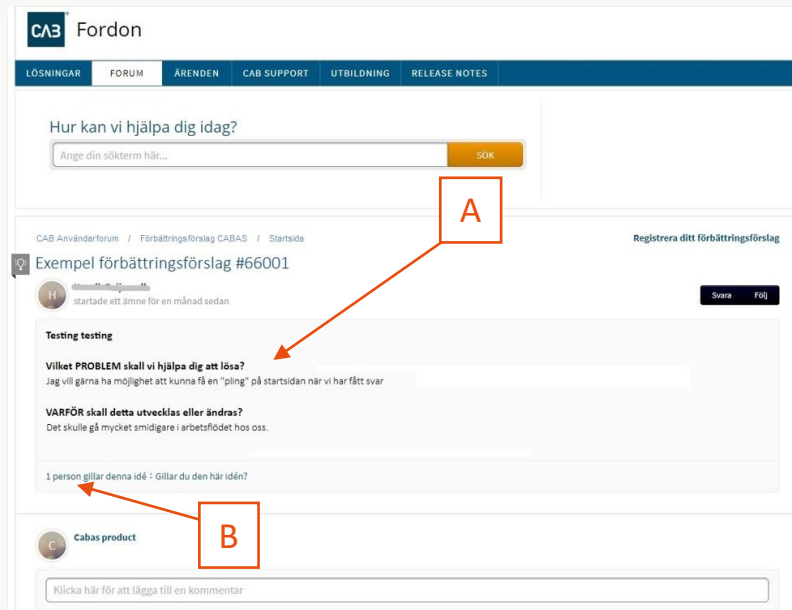 CAB Fordon
LÖSNINGAR FORUM ÄRENDEN CAB SUPPORT UTBILDNING RELEASE NOTES
Hur kan vi hjälpa dig idag?
Ange din sökterm här... SÖK
A
CAB Användarforum / Förbättringsförslag CABAS / Startsida Registrera ditt förbättringsförslag
Exempel förbättringsförslag #66001
H
startade ett ämne för en månad sedan
Svara Följ
Testing testing
Vilket PROBLEM skall vi hjälpa dig att lösa?
Jag vill gärna ha möjlighet att kunna få en "pling" på startsidan när vi har fått svar
VARFÖR skall detta utvecklas eller ändras?
Det skulle gå mycket smidigare i arbetsflödet hos oss.
1 person gillar denna idé : Gillar du den här idén?
B
C Cabas product
Klicka här för att lägga till en kommentar